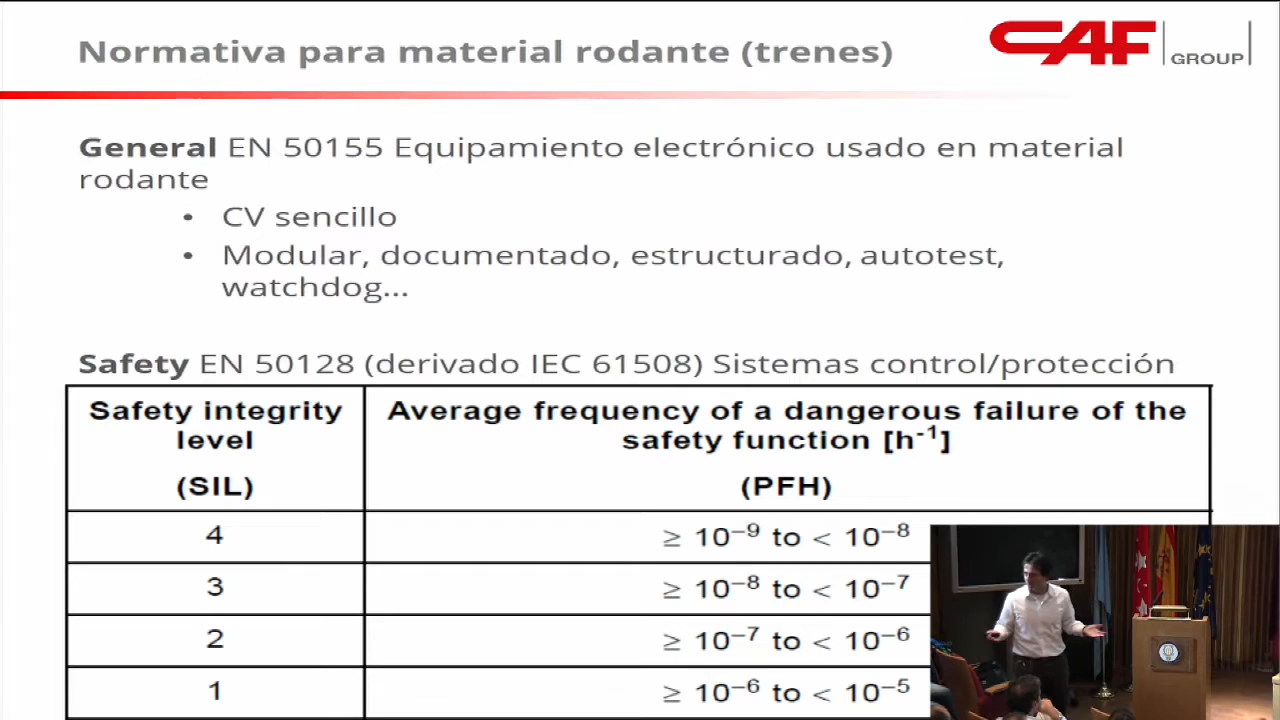 Normativa para material rodante (trenes)
CAF
GROUP
General EN 50155 Equipamiento electrónico usado en material
rodante
• CV sencillo
• Modular, documentado, estructurado, autotest,
watchdog...
Safety EN 50128 (derivado IEC 61508) Sistemas control/protección
Safety integrity
level
(SIL)
Average frequency of a dangerous failure of the
safety function [h⁻¹]
(PFH)
4 ≥ 10⁻⁹ to < 10⁻⁸
3 ≥ 10⁻⁸ to < 10⁻⁷
2 ≥ 10⁻⁷ to < 10⁻⁶
1 ≥ 10⁻⁶ to < 10⁻⁵